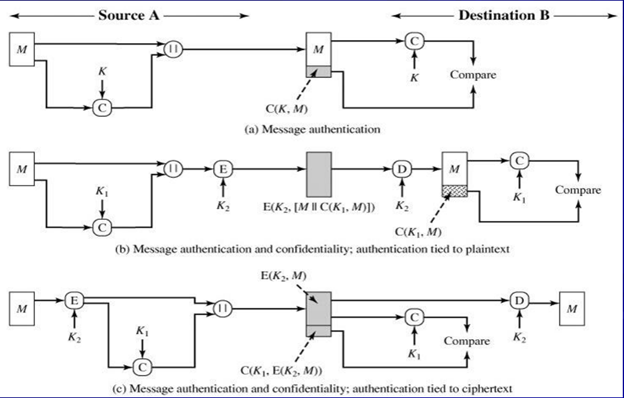 Source A
Destination B
M
||
M
C
K
C
K
Compare
C(K, M)
(a) Message authentication
M
||
E
D
M
C
K1
C
K2
E(K2, [M || C(K1, M)])
K2
K1
Compare
C(K1, M)
(b) Message authentication and confidentiality; authentication tied to plaintext
E(K2, M)
M
E
||
D
M
K2
K1
C
C
K1
Compare
K2
C(K1, E(K2, M))
(c) Message authentication and confidentiality; authentication tied to ciphertext